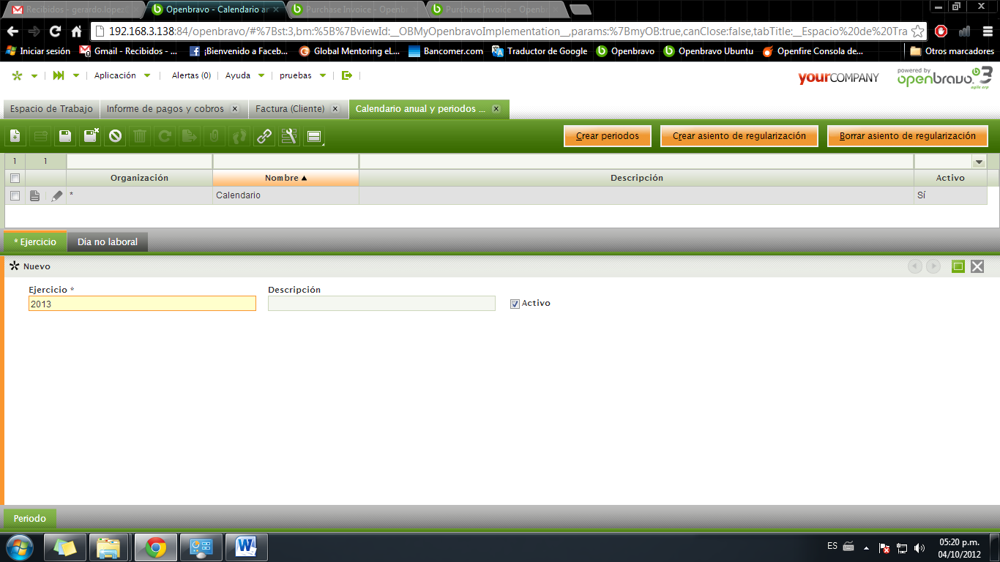 Recibidos - gerardo.lopez
Openbravo - Calendario an
Purchase Invoice - Openb
Purchase Invoice - Openb
192.168.3.138:84/openbravo/#%7Bst:3,bm:%5B%7BviewId:__OBMyOpenbravoImplementation__,params:%7BmyOB:true,canClose:false,tabTitle:__Espacio%20de%20Tra
Iniciar sesión
Gmail - Recibidos - ...
¡Bienvenido a Faceb...
Global Mentoring eL...
Bancomer.com
Traductor de Google
Openbravo
Openbravo Ubuntu
Openfire Consola de...
Otros marcadores
Aplicación
Alertas (0)
Ayuda
pruebas
yourCOMPANY
powered by
openbravo 3
agile erp
Espacio de Trabajo
Informe de pagos y cobros
Factura (Cliente)
Calendario anual y periodos ...
Crear periodos
Crear asiento de regularización
Borrar asiento de regularización
1 1
Organización Nombre Descripción Activo
* Calendario Sí
* Ejercicio
Día no laboral
Nuevo
Ejercicio * Descripción
2013
Activo
Periodo
ES
05:20 p.m.
04/10/2012